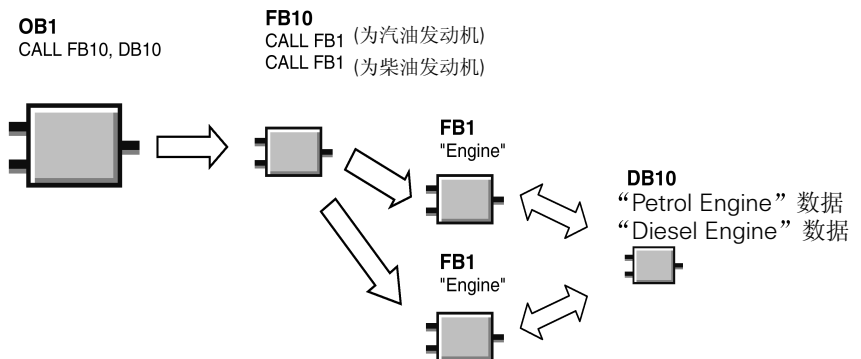 OB1
CALL FB10, DB10
FB10
CALL FB1 (为汽油发动机)
CALL FB1 (为柴油发动机)
FB1
"Engine"
FB1
"Engine"
DB10
“Petrol Engine”数据
“Diesel Engine”数据